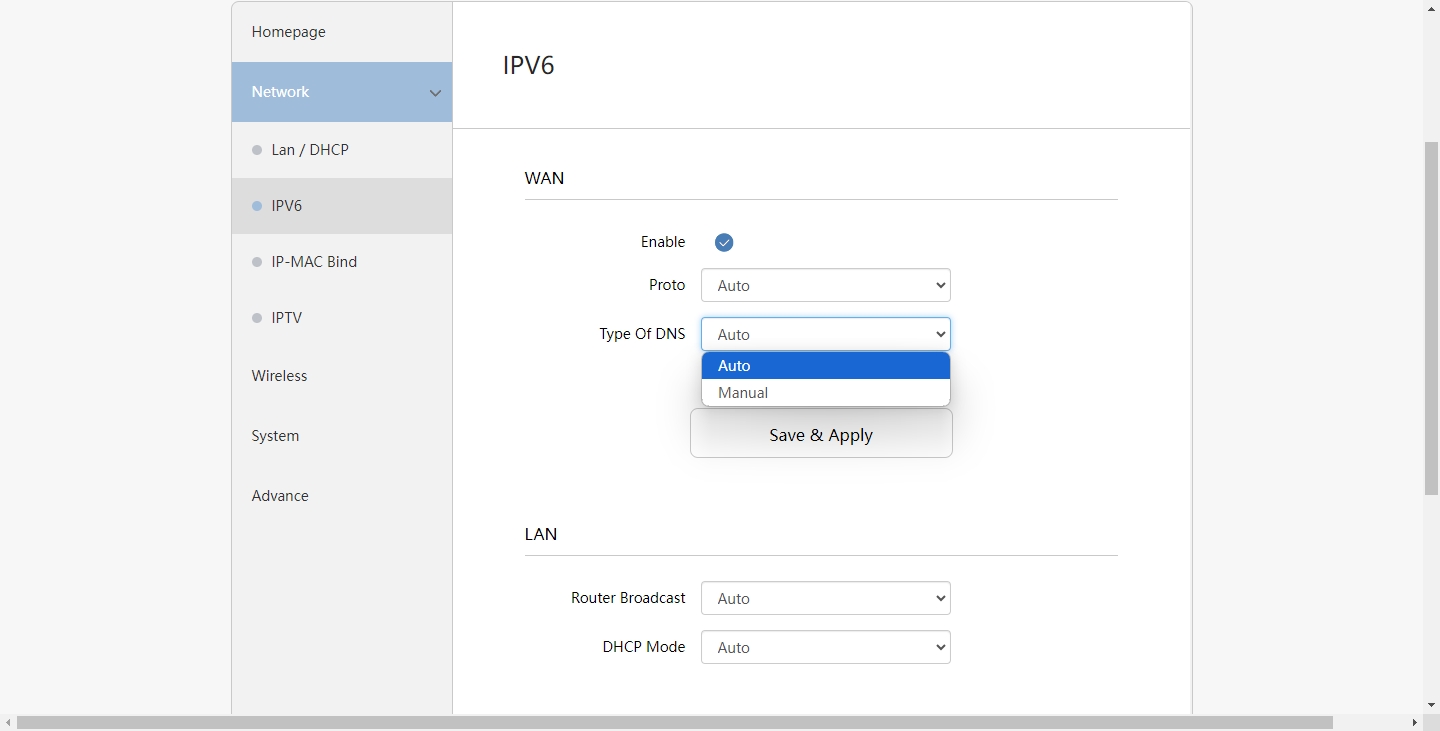 Homepage
Network
Lan / DHCP
IPV6
IP-MAC Bind
IPTV
Wireless
System
Advance
IPV6
WAN
Enable
Proto Auto
Type Of DNS Auto
Auto
Manual
Save & Apply
LAN
Router Broadcast Auto
DHCP Mode Auto